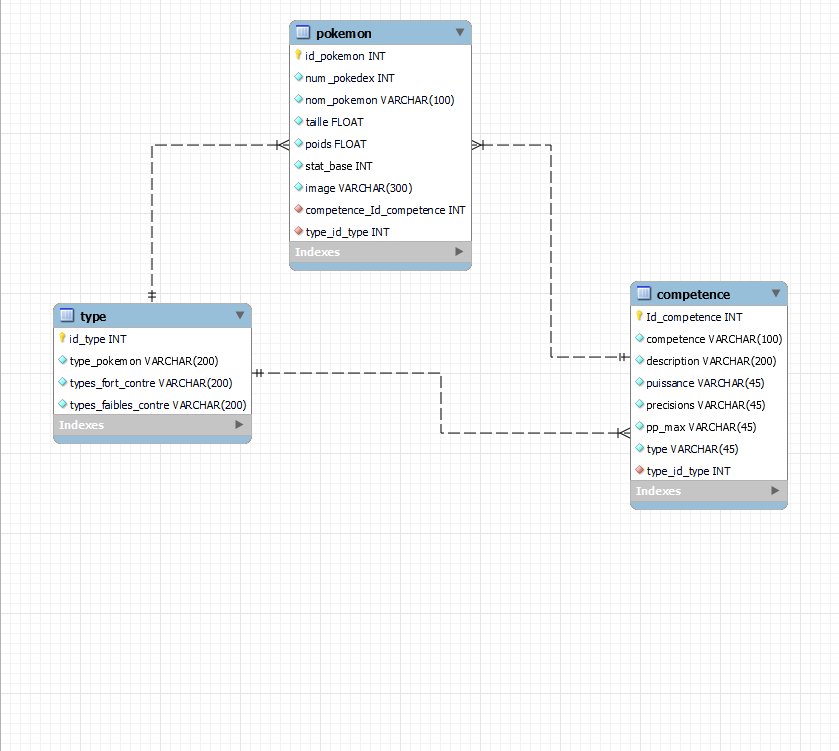 pokemon
id_pokemon INT
num_pokedex INT
nom_pokemon VARCHAR(100)
taille FLOAT
poids FLOAT
stat_base INT
image VARCHAR(300)
competence_Id_competence INT
type_id_type INT
Indexes
type
id_type INT
type_pokemon VARCHAR(200)
types_fort_contre VARCHAR(200)
types_faibles_contre VARCHAR(200)
Indexes
competence
Id_competence INT
competence VARCHAR(100)
description VARCHAR(200)
puissance VARCHAR(45)
precisions VARCHAR(45)
pp_max VARCHAR(45)
type VARCHAR(45)
type_id_type INT
Indexes